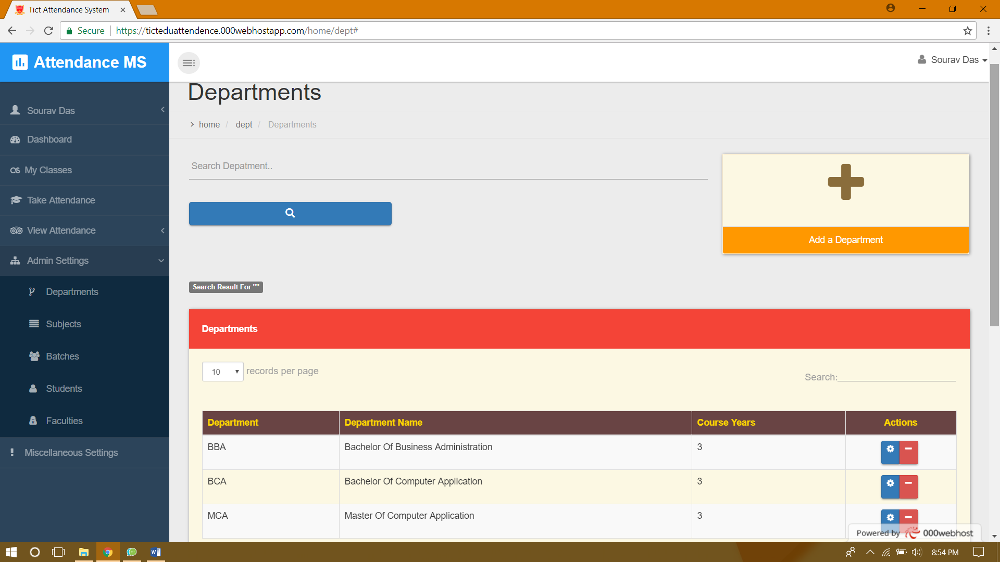 Tict Attendance System
Secure https://ticteduattendence.000webhostapp.com/home/dept#
Attendance MS
Sourav Das
Departments
home / dept / Departments
Sourav Das
Dashboard
My Classes
Take Attendance
View Attendance
Admin Settings
Departments
Subjects
Batches
Students
Faculties
Miscellaneous Settings
Search Depatment..
Add a Department
Search Result For ""
Departments
10 records per page
Search:
Department Department Name Course Years Actions
BBA Bachelor Of Business Administration 3
BCA Bachelor Of Computer Application 3
MCA Master Of Computer Application 3
Powered by 000webhost
8:54 PM